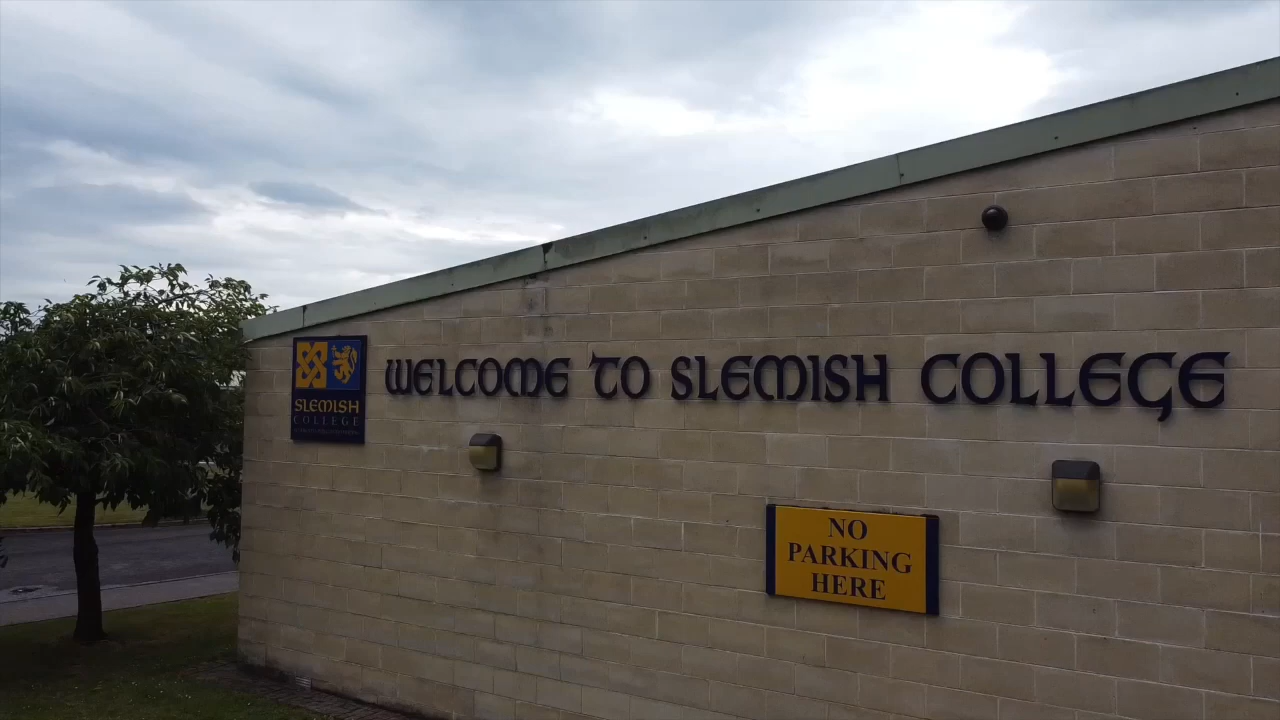 WELCOME TO SLEMISH COLLEGE
SLEMISH
COLLEGE
NO
PARKING
HERE